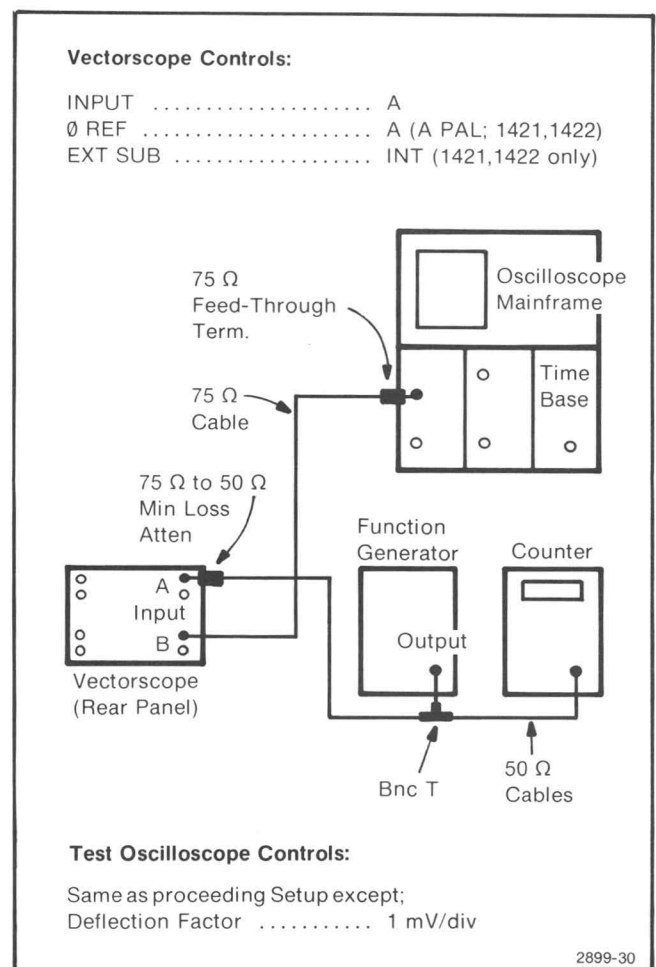 Vectorscope Controls:
INPUT ..................... A
Ø REF ...................... A (A PAL; 1421,1422)
EXT SUB ................... INT (1421,1422 only)
Oscilloscope
Mainframe
75 Ω
Feed-Through
Term.
Time
Base
75 Ω
Cable
75 Ω to 50 Ω
Min Loss
Atten
Function
Generator
Counter
A
Input
B
Output
Vectorscope
(Rear Panel)
Bnc T
50 Ω
Cables
Test Oscilloscope Controls:
Same as proceeding Setup except;
Deflection Factor ........... 1 mV/div
2899-30